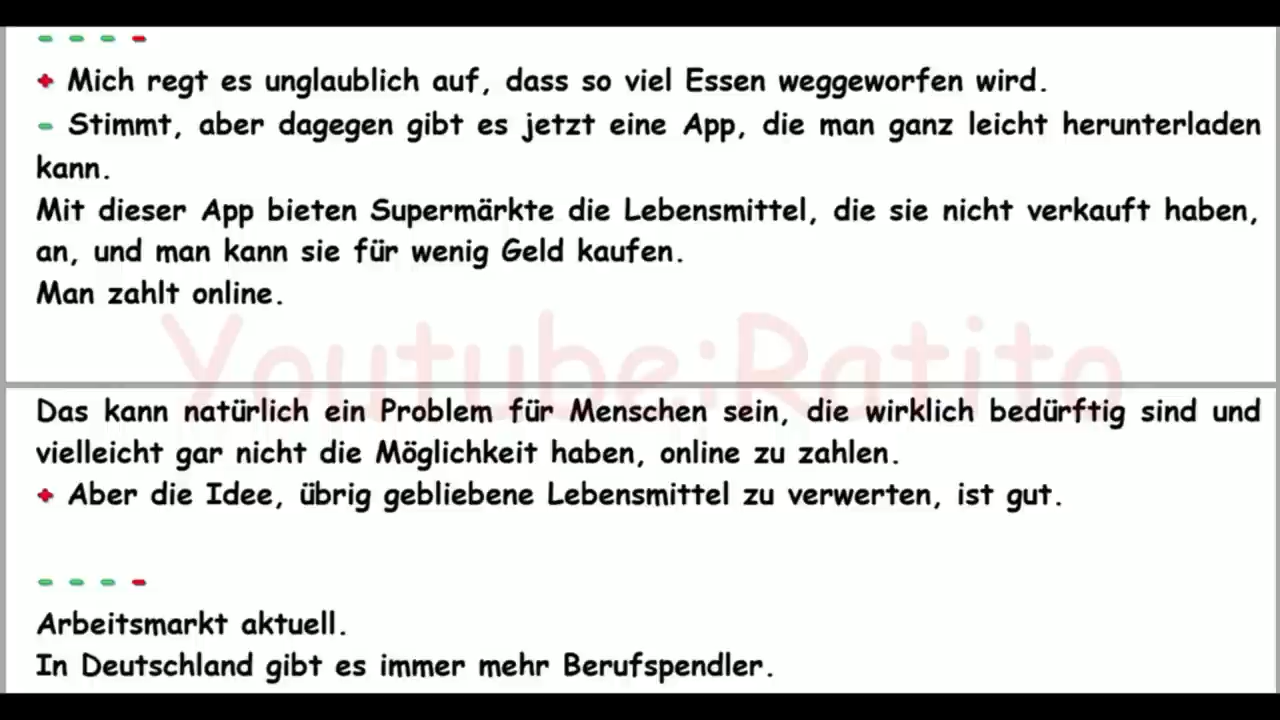 - - - -
+ Mich regt es unglaublich auf, dass so viel Essen weggeworfen wird.
- Stimmt, aber dagegen gibt es jetzt eine App, die man ganz leicht herunterladen
kann.
Mit dieser App bieten Supermärkte die Lebensmittel, die sie nicht verkauft haben,
an, und man kann sie für wenig Geld kaufen.
Man zahlt online.
Youtube:Ratito
Das kann natürlich ein Problem für Menschen sein, die wirklich bedürftig sind und
vielleicht gar nicht die Möglichkeit haben, online zu zahlen.
+ Aber die Idee, übrig gebliebene Lebensmittel zu verwerten, ist gut.
- - - -
Arbeitsmarkt aktuell.
In Deutschland gibt es immer mehr Berufspendler.